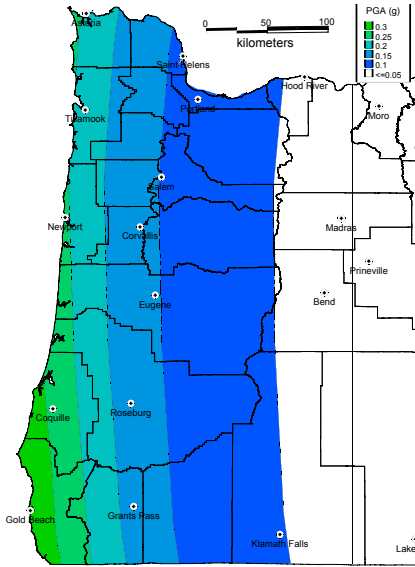 PGA (g)
0.3
0.25
0.2
0.15
0.1
<=0.05
0 50 100
kilometers
Astoria
Saint Helens
Hood River
Portland
Tillamook
Moro
Salem
Newport
Corvallis
Madras
Prineville
Eugene
Bend
Coquille
Roseburg
Gold Beach
Grants Pass
Klamath Falls
Lake